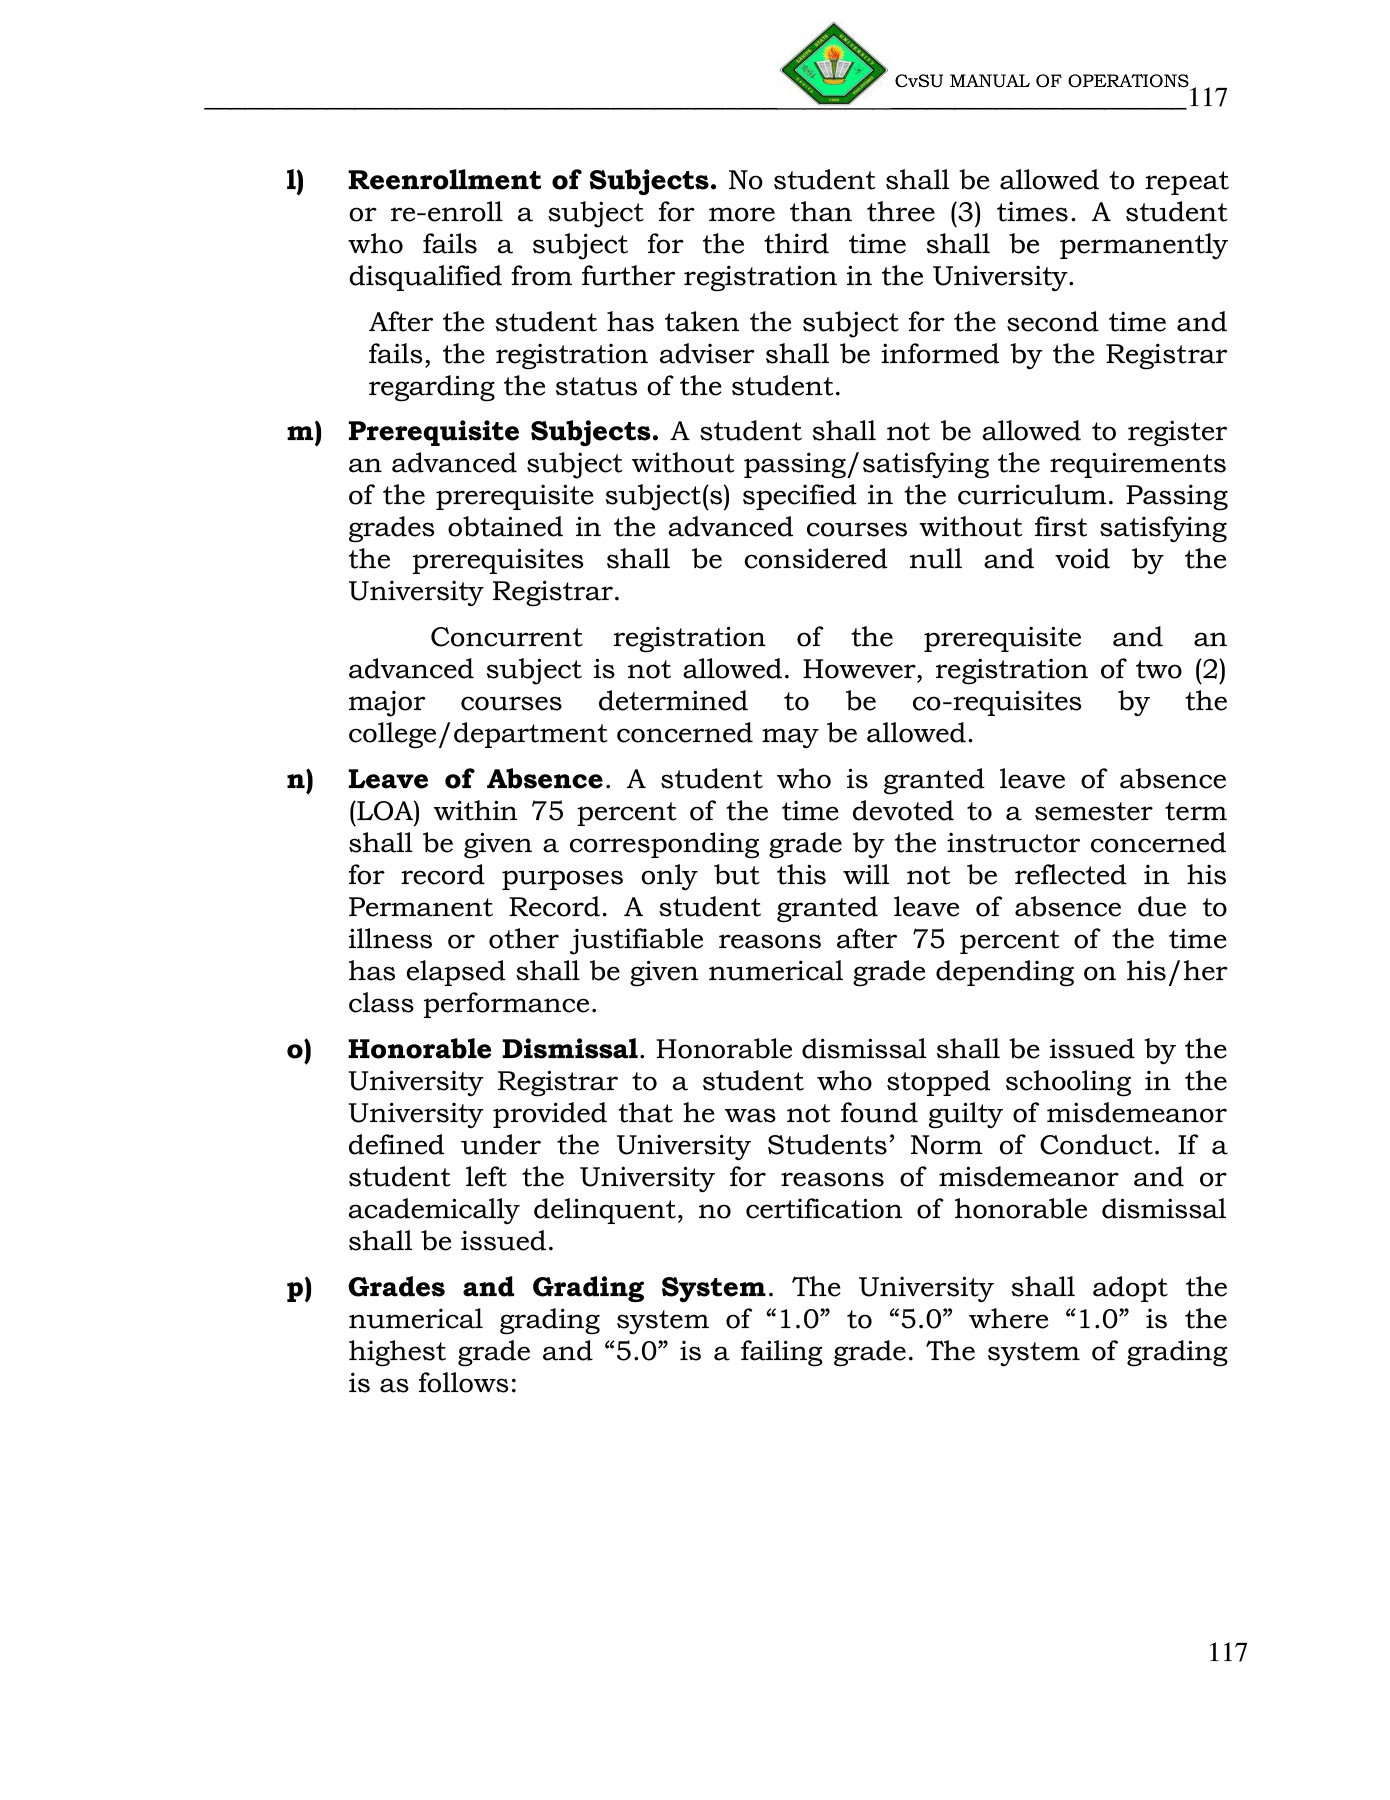 CvSU MANUAL OF OPERATIONS
117
l) Reenrollment of Subjects. No student shall be allowed to repeat
or re-enroll a subject for more than three (3) times. A student
who fails a subject for the third time shall be permanently
disqualified from further registration in the University.
After the student has taken the subject for the second time and
fails, the registration adviser shall be informed by the Registrar
regarding the status of the student.
m) Prerequisite Subjects. A student shall not be allowed to register
an advanced subject without passing/satisfying the requirements
of the prerequisite subject(s) specified in the curriculum. Passing
grades obtained in the advanced courses without first satisfying
the prerequisites shall be considered null and void by the
University Registrar.
Concurrent registration of the prerequisite and an
advanced subject is not allowed. However, registration of two (2)
major courses determined to be co-requisites by the
college/department concerned may be allowed.
n) Leave of Absence. A student who is granted leave of absence
(LOA) within 75 percent of the time devoted to a semester term
shall be given a corresponding grade by the instructor concerned
for record purposes only but this will not be reflected in his
Permanent Record. A student granted leave of absence due to
illness or other justifiable reasons after 75 percent of the time
has elapsed shall be given numerical grade depending on his/her
class performance.
o) Honorable Dismissal. Honorable dismissal shall be issued by the
University Registrar to a student who stopped schooling in the
University provided that he was not found guilty of misdemeanor
defined under the University Students’ Norm of Conduct. If a
student left the University for reasons of misdemeanor and or
academically delinquent, no certification of honorable dismissal
shall be issued.
p) Grades and Grading System. The University shall adopt the
numerical grading system of “1.0” to “5.0” where “1.0” is the
highest grade and “5.0” is a failing grade. The system of grading
is as follows:
117